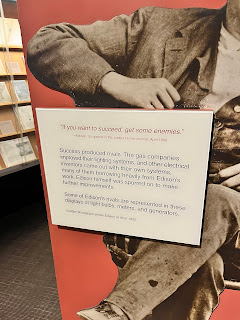 "If you want to succeed, get some enemies."
Success produced rivals. The gas companies
improved their lighting systems, and other electrical
inventors came out with their own systems,
many of them borrowing heavily from Edison's
work. Edison himself was spurred on to make
further improvements.
Some of Edison's rivals are represented in these
displays of light bulbs, meters, and generators.